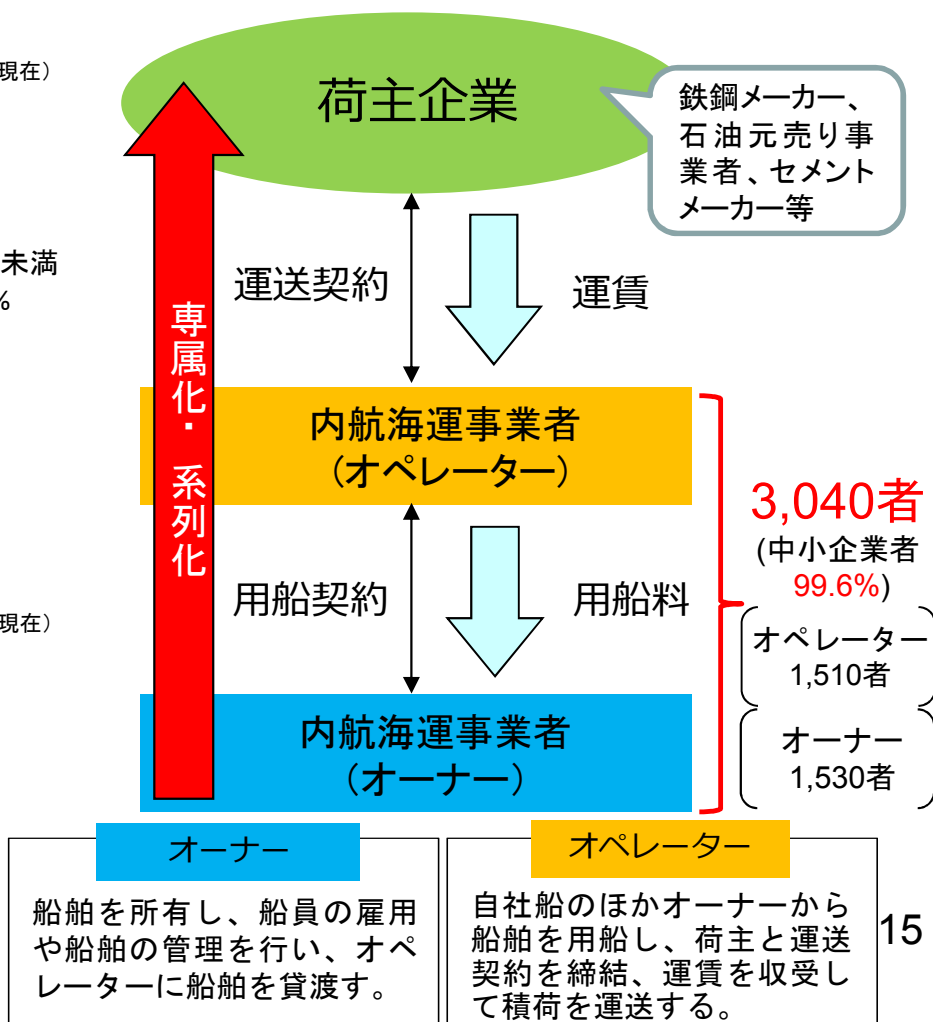 現在）
荷主企業
鉄鋼メーカー、
石油元売り事
業者、セメント
メーカー等
未満
%
運送契約
運賃
専属化・系列化
内航海運事業者
（オペレーター）
3,040者
(中小企業者
99.6%)
用船契約
用船料
現在）
オペレーター
1,510者
オーナー
1,530者
内航海運事業者
（オーナー）
オーナー
船舶を所有し、船員の雇用
や船舶の管理を行い、オペ
レーターに船舶を貸渡す。
オペレーター
自社船のほかオーナーから
船舶を用船し、荷主と運送
契約を締結、運賃を収受し
て積荷を運送する。
15